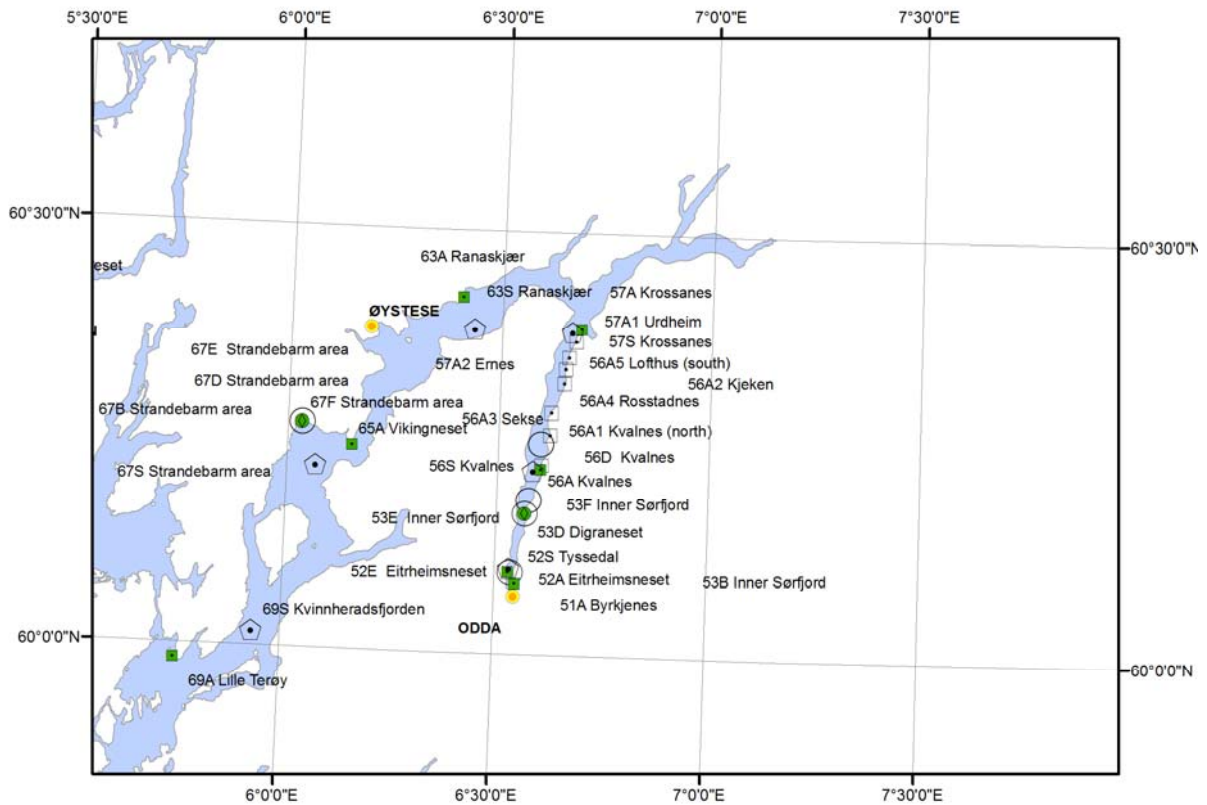 5°30'0"E 6°0'0"E 6°30'0"E 7°0'0"E 7°30'0"E
60°30'0"N
60°30'0"N
eset
63A Ranaskjær
63S Ranaskjær
57A Krossanes
ØYSTESE
57A1 Urdheim
57S Krossanes
67E Strandebarm area
57A2 Ernes
56A5 Lofthus (south)
67D Strandebarm area
56A2 Kjeken
67B Strandebarm area
67F Strandebarm area
56A4 Rosstadnes
56A3 Sekse
65A Vikingneset
56A1 Kvalnes (north)
56D Kvalnes
67S Strandebarm area
56S Kvalnes
56A Kvalnes
53F Inner Sørfjord
53E Inner Sørfjord
53D Digraneset
52S Tyssedal
52E Eitrheimsneset
52A Eitrheimsneset
53B Inner Sørfjord
51A Byrkjenes
69S Kvinnheradsfjorden
ODDA
60°0'0"N
60°0'0"N
69A Lille Terøy
6°0'0"E 6°30'0"E 7°0'0"E 7°30'0"E